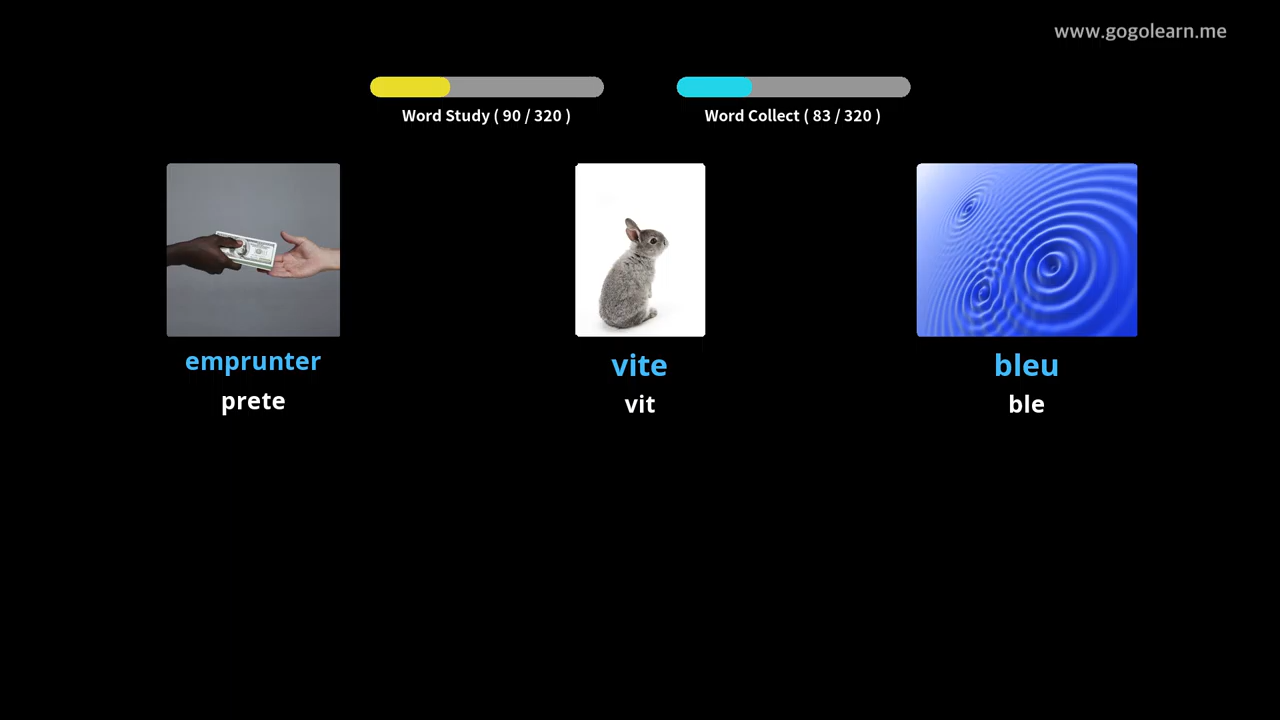 www.gogolearn.me
Word Study ( 90 / 320 )
Word Collect ( 83 / 320 )
emprunter
prete
vite
vit
bleu
ble